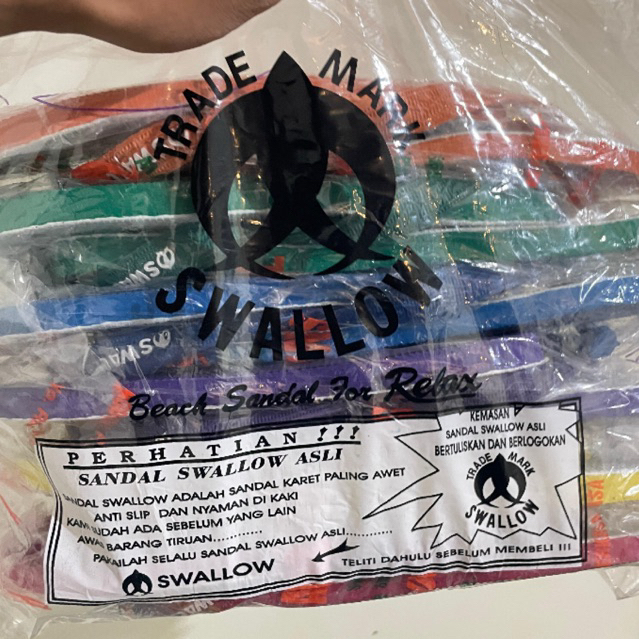 TRADE MARK
SWALLOW
Beach Sandal For Relax
PERHATIAN !!!
SANDAL SWALLOW ASLI
SANDAL SWALLOW ADALAH SANDAL KARET PALING AWET
ANTI SLIP DAN NYAMAN DI KAKI
KAMI SUDAH ADA SEBELUM YANG LAIN
AWAS BARANG TIRUAN............
PAKAILAH SELALU SANDAL SWALLOW ASLI...........
SWALLOW
KEMASAN
SANDAL SWALLOW ASLI
BERTULISKAN DAN BERLOGOKAN
TRADE MARK
SWALLOW
TELITI DAHULU SEBELUM MEMBELI !!!